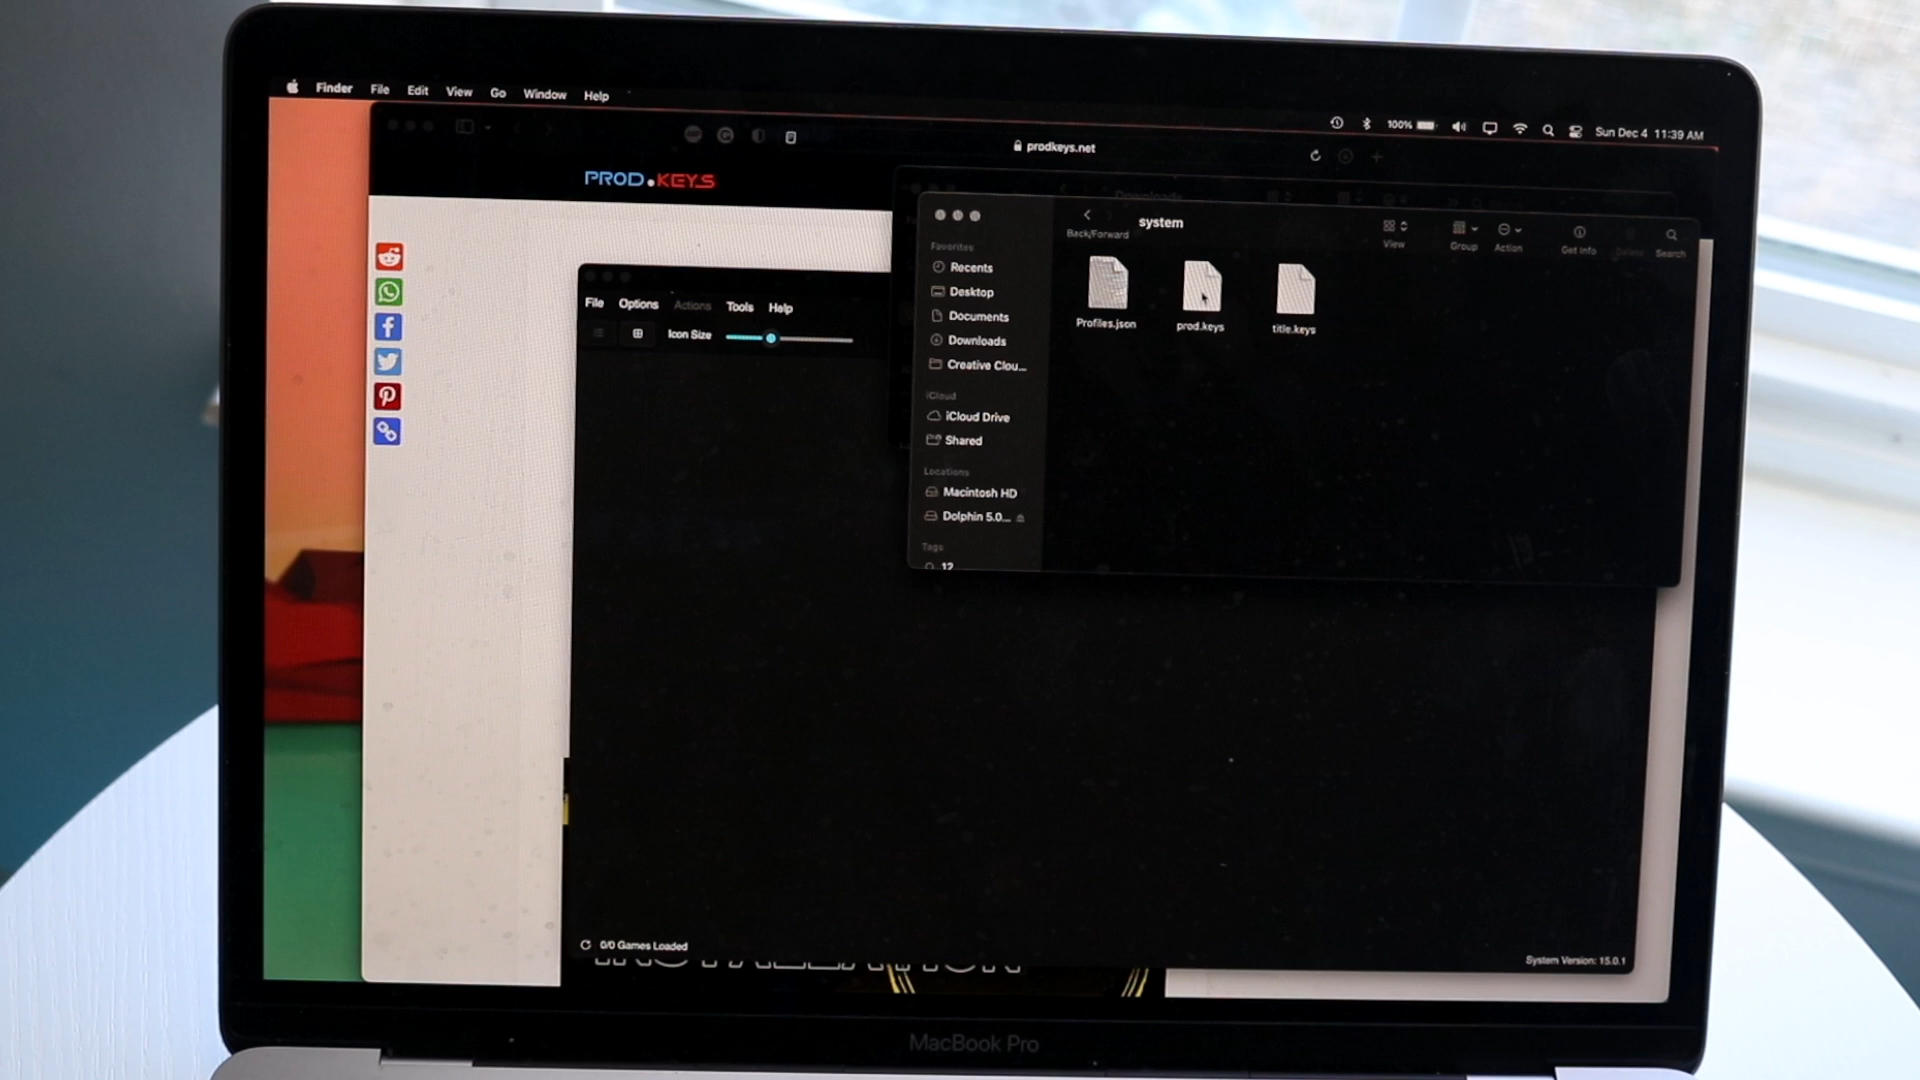 Finder File Edit View Go Window Help
100% Sun Dec 4 11:39 AM
prodkeys.net
PROD.KEYS
Downloads
system
Back/Forward
View
Group
Action
Get Info
Delete
Search
Favorites
Recents
Desktop
Documents
Downloads
Creative Clou...
iCloud
iCloud Drive
Shared
Locations
Macintosh HD
Dolphin 5.0...
Tags
12
Profiles.json
prod.keys
title.keys
File Options Actions Tools Help
Icon Size
0/0 Games Loaded
System Version: 15.0.1
MacBook Pro